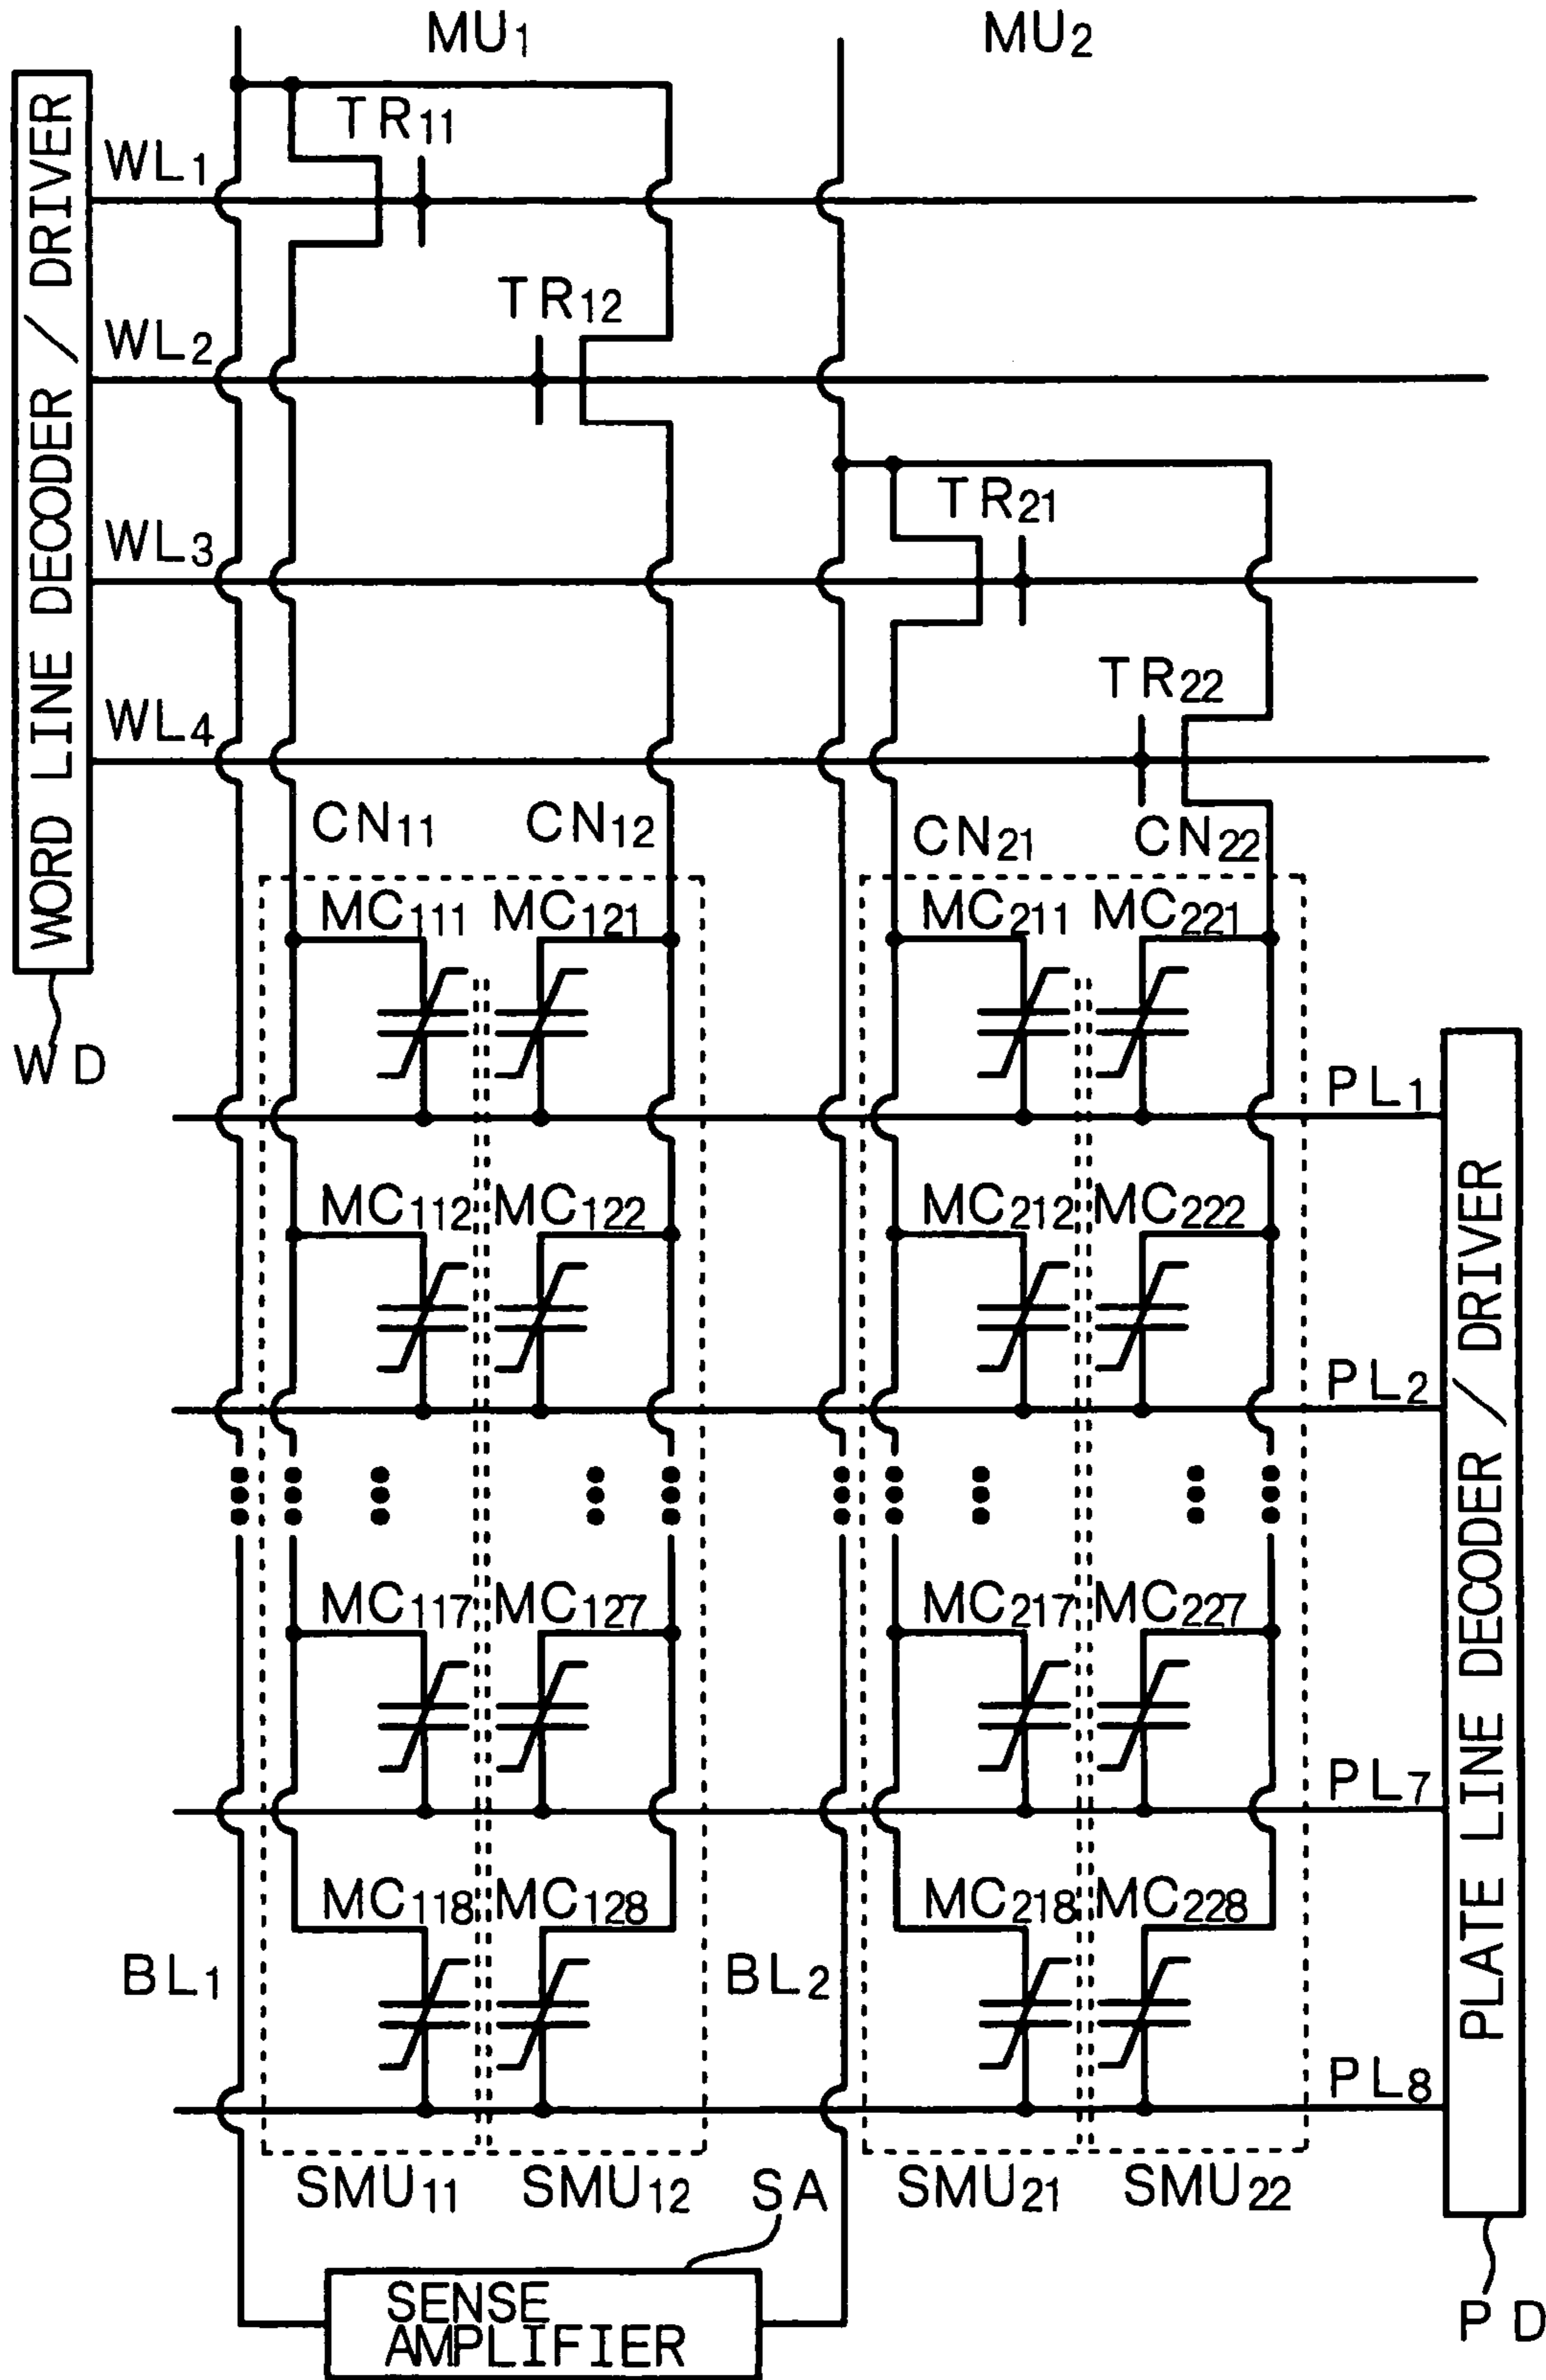 MU1 MU2
WORD LINE DECODER / DRIVER
TR11
WL1
TR12
WL2
TR21
WL3
TR22
WL4
CN11 CN12 CN21 CN22
MC111 MC121 MC211 MC221
WD
PL1
MC112 MC122 MC212 MC222
PL2
PLATE LINE DECODER / DRIVER
MC117 MC127 MC217 MC227
PL7
MC118 MC128 MC218 MC228
BL1 BL2
PL8
SMU11 SMU12 SA SMU21 SMU22
SENSE
AMPLIFIER
PD